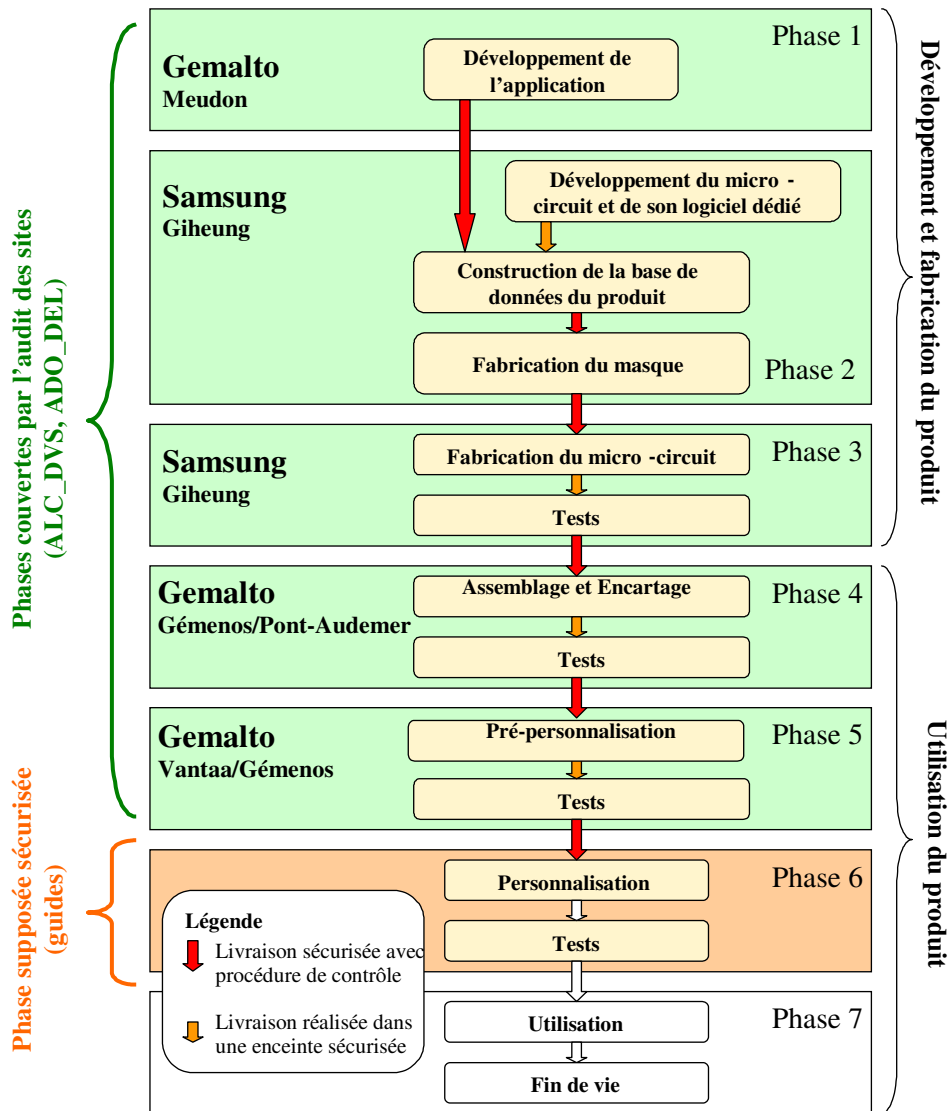 Phase 1
Gemalto
Meudon
Développement de
l’application
Samsung
Giheung
Développement du micro -
circuit et de son logiciel dédié
Construction de la base de
données du produit
Fabrication du masque
Phase 2
Samsung
Giheung
Fabrication du micro -circuit
Phase 3
Tests
Gemalto
Gémenos/Pont-Audemer
Assemblage et Encartage
Phase 4
Tests
Gemalto
Vantaa/Gémenos
Pré-personnalisation
Phase 5
Tests
Personnalisation
Phase 6
Tests
Légende
Livraison sécurisée avec
procédure de contrôle
Livraison réalisée dans
une enceinte sécurisée
Utilisation
Phase 7
Fin de vie
Phases couvertes par l’audit des sites
(ALC_DVS, ADO_DEL)
Phase supposée sécurisée
(guides)
Développement et fabrication du produit
Utilisation du produit